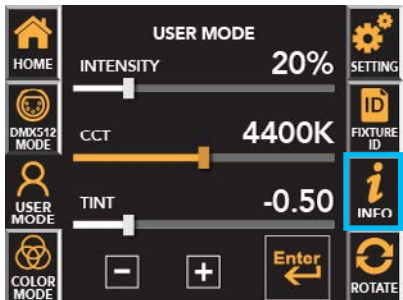 USER MODE
HOME
INTENSITY 20%
SETTING
DMX512
MODE
CCT 4400K
ID
FIXTURE
ID
USER
MODE
TINT -0.50
i
INFO
COLOR
MODE
- +
Enter
ROTATE